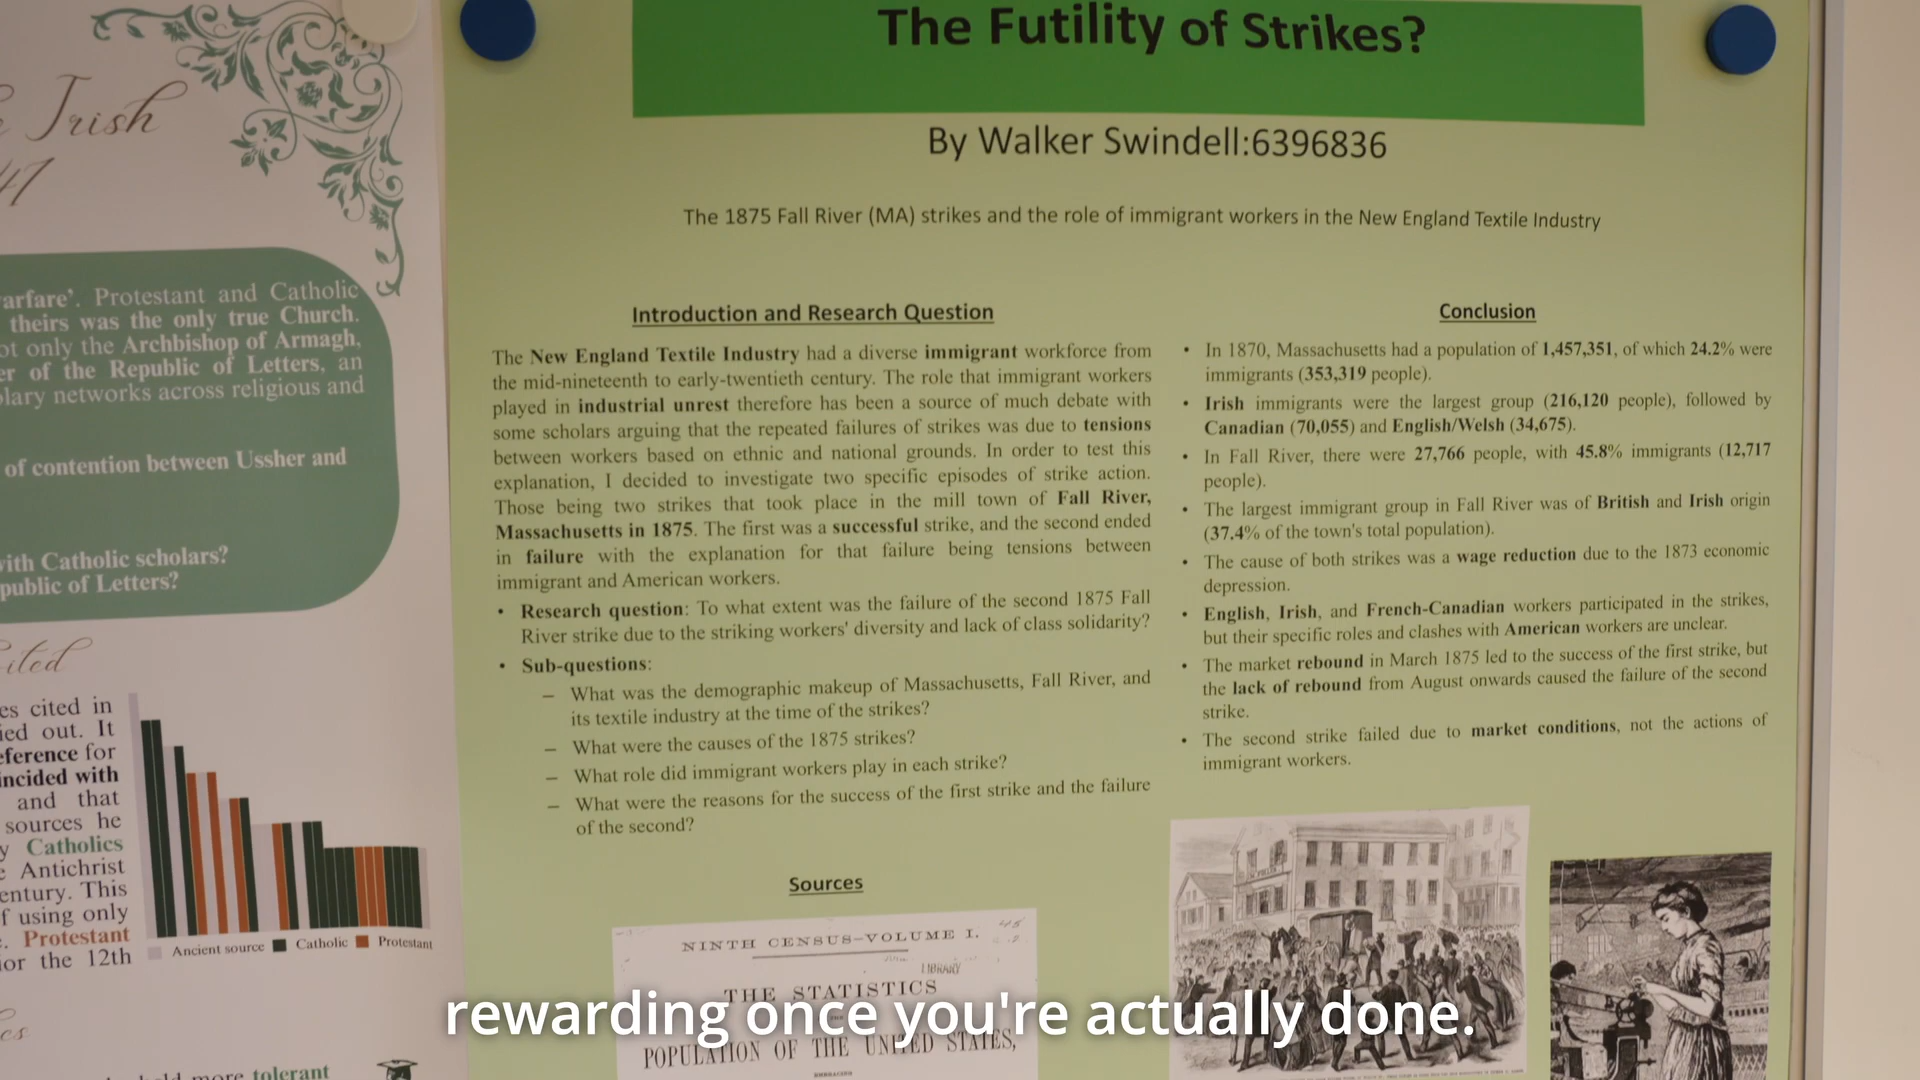 Irish
47
arfare’. Protestant and Catholic
theirs was the only true Church.
ot only the Archbishop of Armagh,
er of the Republic of Letters, an
lary networks across religious and
of contention between Ussher and
with Catholic scholars?
public of Letters?
ited
es cited in
ied out. It
eference for
incided with
and that
sources he
y Catholics
Antichrist
entury. This
f using only
. Protestant
ior the 12th
Ancient source Catholic Protestant
more tolerant
The Futility of Strikes?
By Walker Swindell:6396836
The 1875 Fall River (MA) strikes and the role of immigrant workers in the New England Textile Industry
Introduction and Research Question
The New England Textile Industry had a diverse immigrant workforce from
the mid-nineteenth to early-twentieth century. The role that immigrant workers
played in industrial unrest therefore has been a source of much debate with
some scholars arguing that the repeated failures of strikes was due to tensions
between workers based on ethnic and national grounds. In order to test this
explanation, I decided to investigate two specific episodes of strike action.
Those being two strikes that took place in the mill town of Fall River,
Massachusetts in 1875. The first was a successful strike, and the second ended
in failure with the explanation for that failure being tensions between
immigrant and American workers.
• Research question: To what extent was the failure of the second 1875 Fall
River strike due to the striking workers' diversity and lack of class solidarity?
• Sub-questions:
– What was the demographic makeup of Massachusetts, Fall River, and
its textile industry at the time of the strikes?
– What were the causes of the 1875 strikes?
– What role did immigrant workers play in each strike?
– What were the reasons for the success of the first strike and the failure
of the second?
Sources
NINTH CENSUS–VOLUME I.
LIBRARY
THE STATISTICS
POPULATION OF THE UNITED STATES,
EMBRACING
Conclusion
• In 1870, Massachusetts had a population of 1,457,351, of which 24.2% were
immigrants (353,319 people).
• Irish immigrants were the largest group (216,120 people), followed by
Canadian (70,055) and English/Welsh (34,675).
• In Fall River, there were 27,766 people, with 45.8% immigrants (12,717
people).
• The largest immigrant group in Fall River was of British and Irish origin
(37.4% of the town's total population).
• The cause of both strikes was a wage reduction due to the 1873 economic
depression.
• English, Irish, and French-Canadian workers participated in the strikes,
but their specific roles and clashes with American workers are unclear.
• The market rebound in March 1875 led to the success of the first strike, but
the lack of rebound from August onwards caused the failure of the second
strike.
• The second strike failed due to market conditions, not the actions of
immigrant workers.
rewarding once you're actually done.